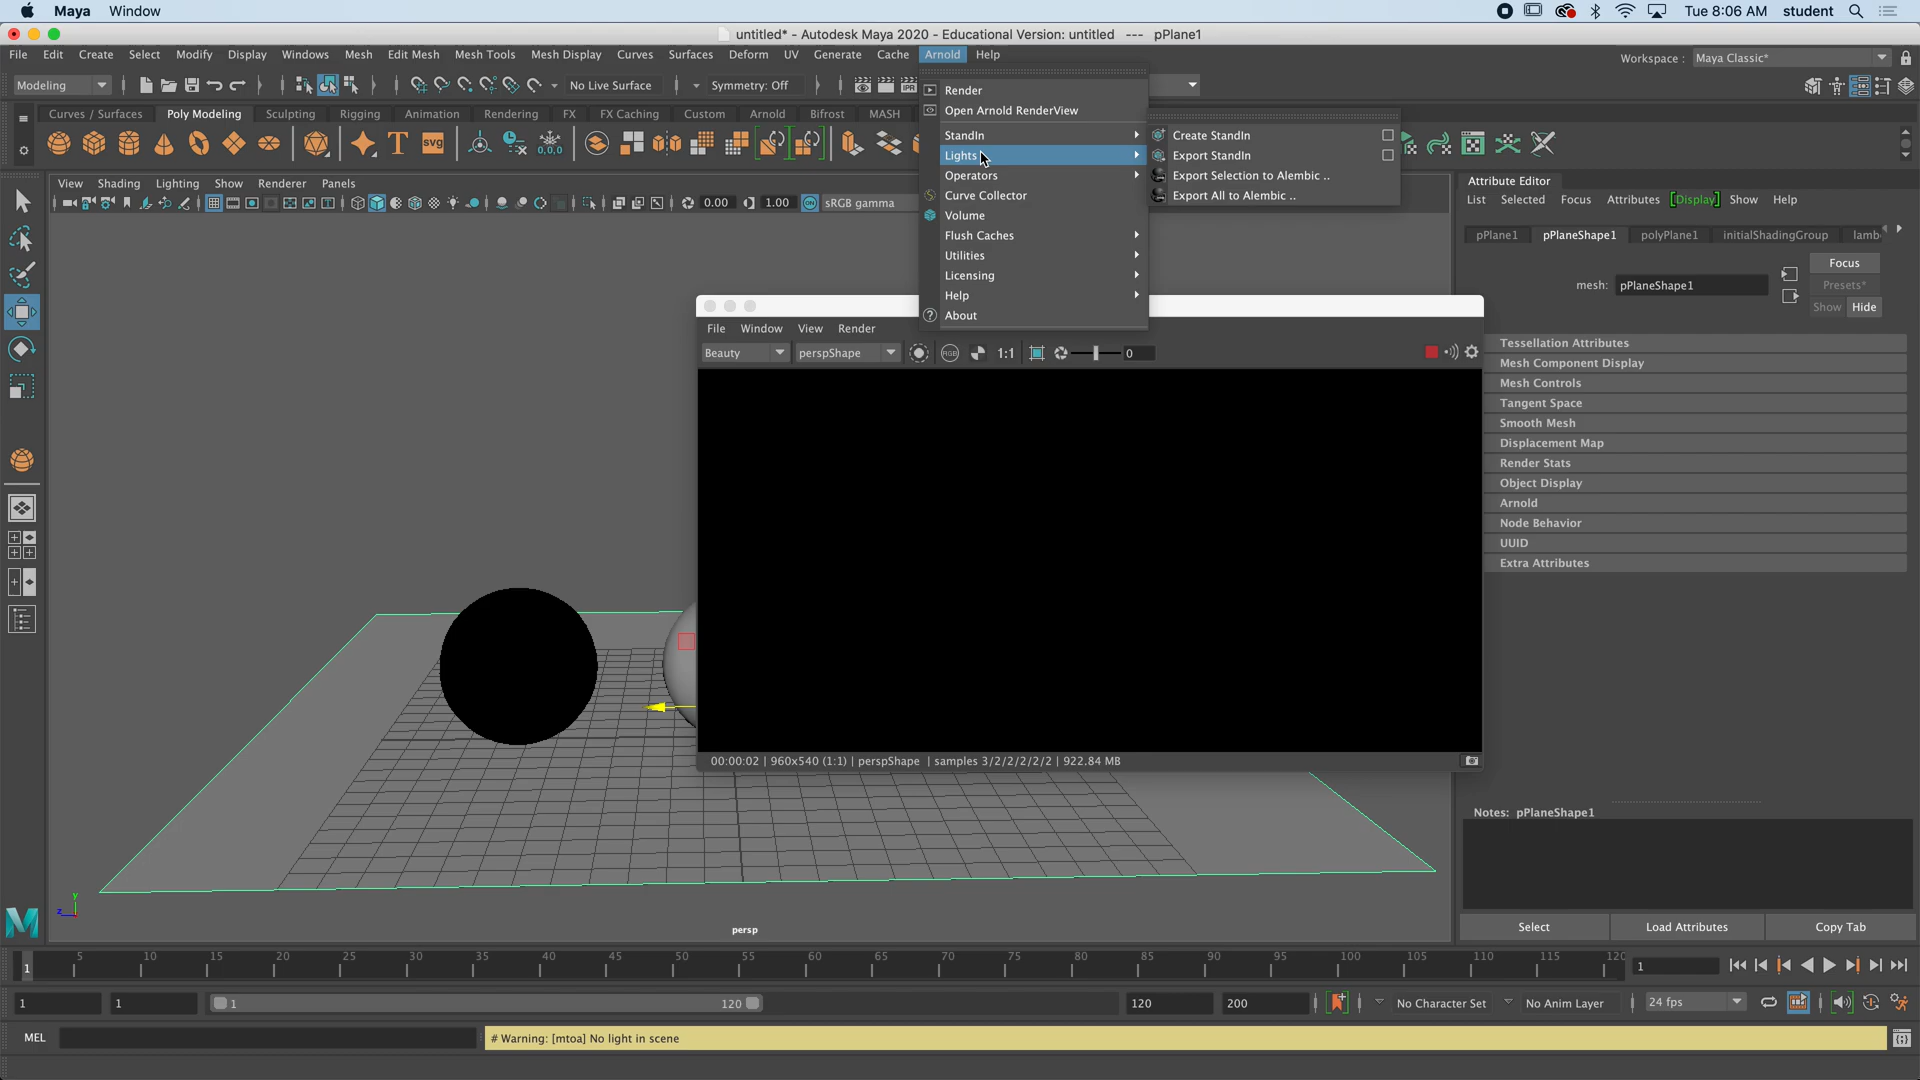 Maya Window
Tue 8:06 AM student
untitled* - Autodesk Maya 2020 - Educational Version: untitled --- pPlane1
File Edit Create Select Modify Display Windows Mesh Edit Mesh Mesh Tools Mesh Display Curves Surfaces Deform UV Generate Cache Arnold Help
Workspace : Maya Classic*
Modeling No Live Surface Symmetry: Off
Curves / Surfaces Poly Modeling Sculpting Rigging Animation Rendering FX FX Caching Custom Arnold Bifrost MASH
View Shading Lighting Show Renderer Panels
0.00 1.00 sRGB gamma
Render
Open Arnold RenderView
StandIn
Lights
Operators
Curve Collector
Volume
Flush Caches
Utilities
Licensing
Help
About
Create StandIn
Export StandIn
Export Selection to Alembic ..
Export All to Alembic ..
Attribute Editor
List Selected Focus Attributes [Display] Show Help
pPlane1 pPlaneShape1 polyPlane1 initialShadingGroup lamb
Focus
mesh: pPlaneShape1
Presets*
Show Hide
Tessellation Attributes
Mesh Component Display
Mesh Controls
Tangent Space
Smooth Mesh
Displacement Map
Render Stats
Object Display
Arnold
Node Behavior
UUID
Extra Attributes
File Window View Render
Beauty perspShape RGB 1:1 0
00:00:02 | 960x540 (1:1) | perspShape | samples 3/2/2/2/2/2 | 922.84 MB
Notes: pPlaneShape1
Select Load Attributes Copy Tab
persp
y
z
1 5 10 15 20 25 30 35 40 45 50 55 60 65 70 75 80 85 90 95 100 105 110 115 120
1
1 1 1 120 120 200 No Character Set No Anim Layer 24 fps
MEL # Warning: [mtoa] No light in scene